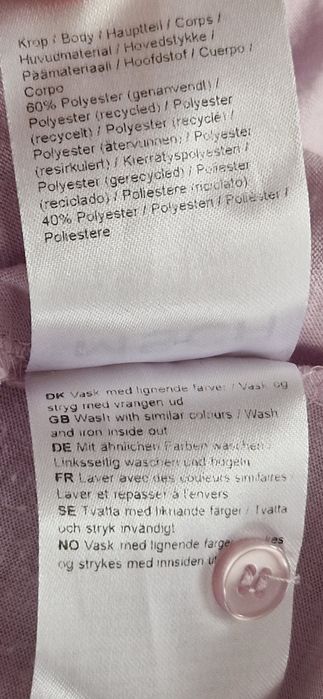 Krop / Body / Hauptteil / Corps /
Huvudmaterial / Hovedstykke /
Päämateriaali / Hoofdstof / Cuerpo /
Corpo
60% Polyester (genanvendt) /
Polyester (recycled) / Polyester
(recycelt) / Polyester (recyclé) /
Polyester (återvunnen) / Polyester
(resirkulert) / Kierrätyspolyesteri /
Polyester (gerecycled) / Poliéster
(reciclado) / Poliestere (riciclato)
40% Polyester / Polyesteri / Poliéster /
Poliestere
DK Vask med lignende farver / Vask og
stryg med vrangen ud
GB Wash with similar colours / Wash
and iron inside out
DE Mit ähnlichen Farben waschen /
Linksseitig waschen und bügeln
FR Laver avec des couleurs similaires /
Laver et repasser à l'envers
SE Tvätta med liknande färger / Tvätta
och stryk invändigt
NO Vask med lignende farger
og strykes med innsiden